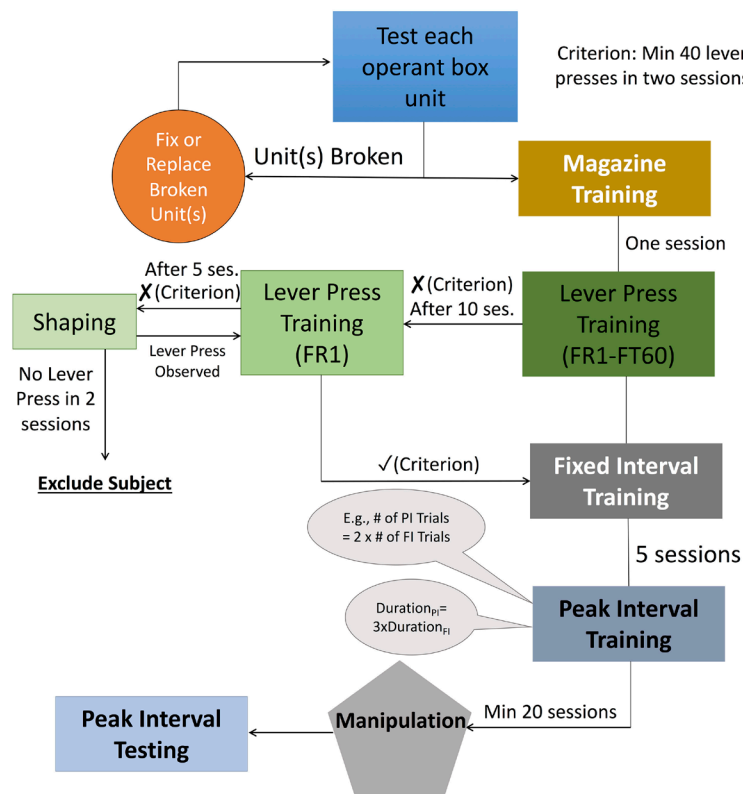 Test each
operant box
unit
Criterion: Min 40 lever
presses in two sessions
Fix or
Replace
Broken
Unit(s)
Unit(s) Broken
Magazine
Training
One session
After 5 ses.
✗(Criterion)
Lever Press
Training
(FR1)
✗(Criterion)
After 10 ses.
Lever Press
Training
(FR1-FT60)
Shaping
Lever Press
Observed
No Lever
Press in 2
sessions
Exclude Subject
✓(Criterion)
Fixed Interval
Training
E.g., # of PI Trials
= 2 x # of FI Trials
5 sessions
Duration_PI=
3xDuration_FI
Peak Interval
Training
Min 20 sessions
Manipulation
Peak Interval
Testing